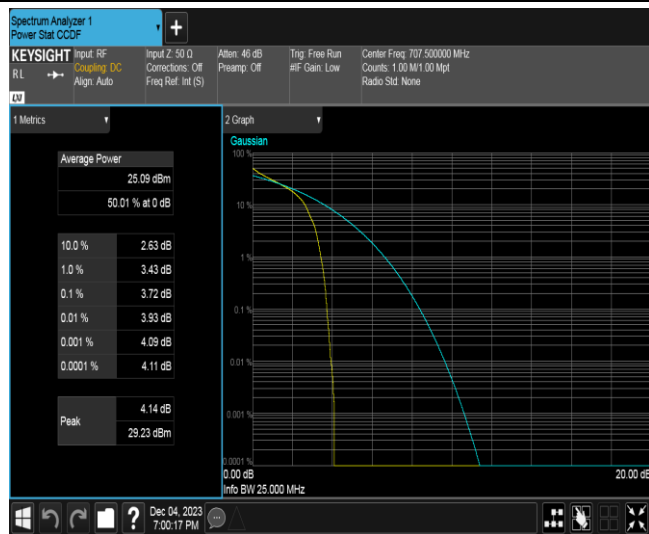 Spectrum Analyzer 1
Power Stat CCDF
+
KEYSIGHT Input: RF Input Z: 50 Ω Atten: 46 dB Trig: Free Run Center Freq: 707.500000 MHz
RL Coupling: DC Corrections: Off Preamp: Off #IF Gain: Low Counts: 1.00 M/1.00 Mpt
Align: Auto Freq Ref: Int (S) Radio Std: None
LXI
1 Metrics 2 Graph
Gaussian
Average Power
25.09 dBm
50.01 % at 0 dB
10.0 % 2.63 dB
1.0 % 3.43 dB
0.1 % 3.72 dB
0.01 % 3.93 dB
0.001 % 4.09 dB
0.0001 % 4.11 dB
Peak 4.14 dB
29.23 dBm
100 %
10 %
1 %
0.1 %
0.01 %
0.001 %
0.0001 %
0.00 dB 20.00 dB
Info BW 25.000 MHz
? Dec 04, 2023
7:00:17 PM